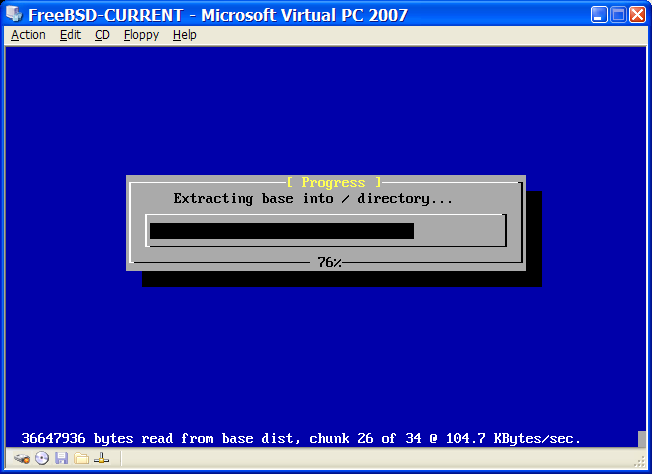 FreeBSD-CURRENT - Microsoft Virtual PC 2007
Action Edit CD Floppy Help
[ Progress ]
Extracting base into / directory...
76%
36647936 bytes read from base dist, chunk 26 of 34 @ 104.7 KBytes/sec.